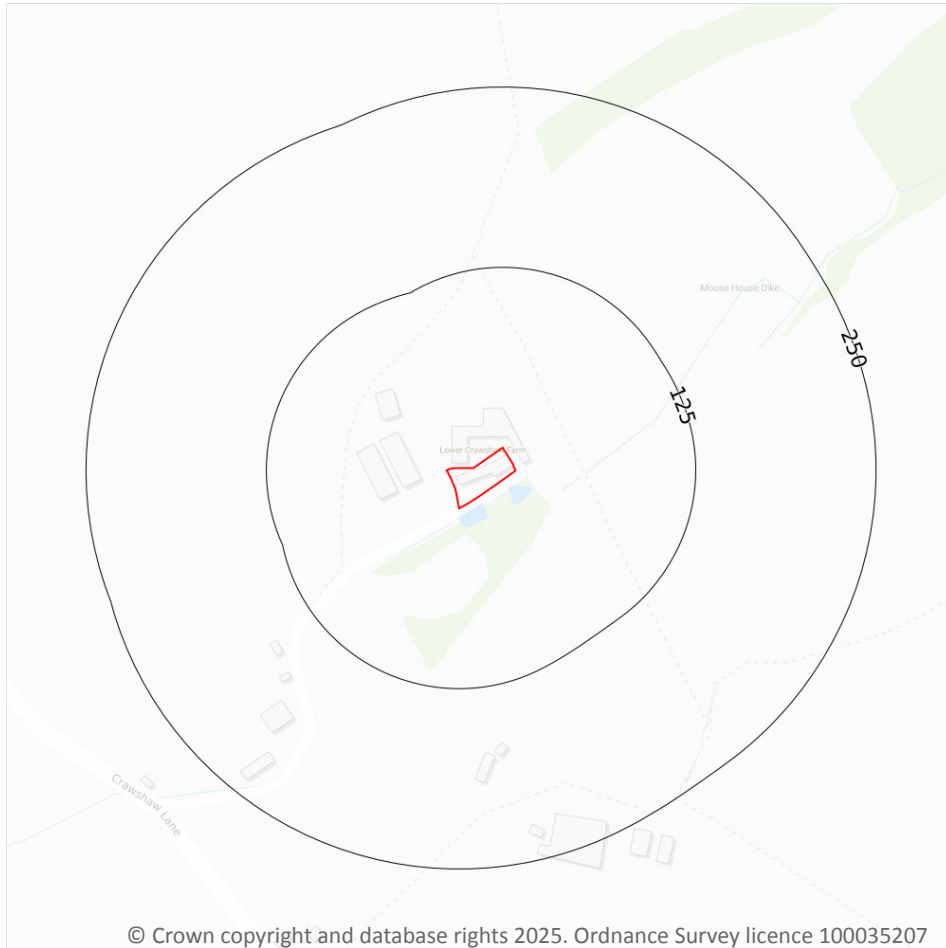 Mouse House Dike
250
125
Lower Crawshaw Farm
Crawshaw Lane
© Crown copyright and database rights 2025. Ordnance Survey licence 100035207